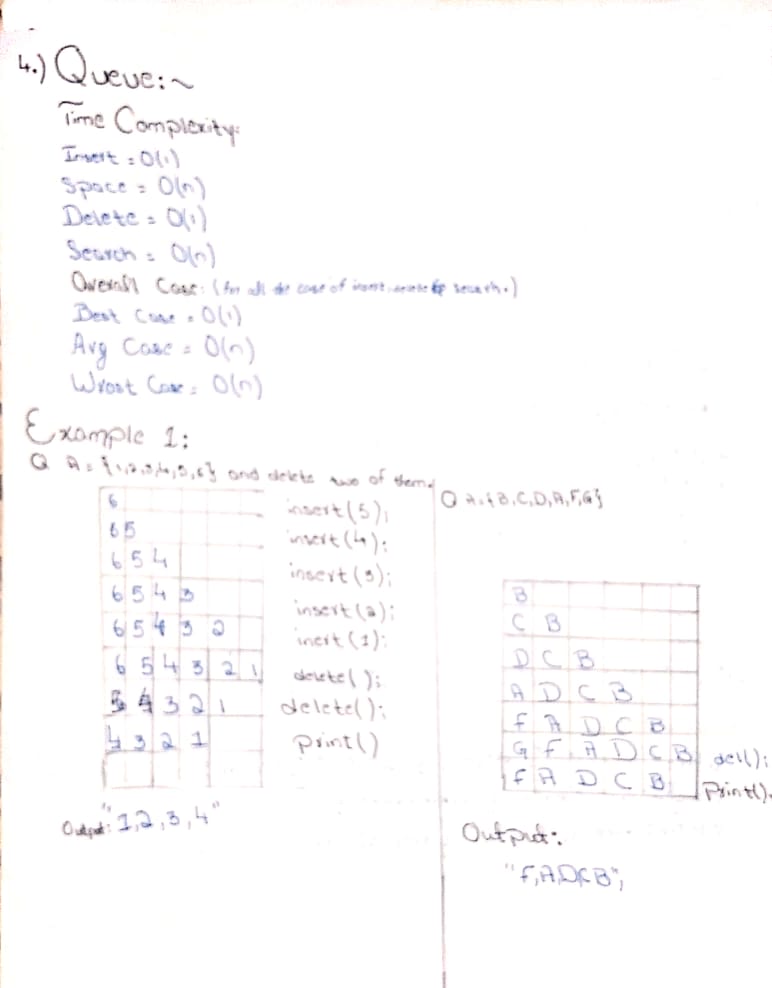 4.) Queue:~
Time Complexity:
Insert = O(1)
Space = O(n)
Delete = O(1)
Search = O(n)
Overall Case: (for all the case of insert, delete & search.)
Best Case = O(1)
Avg Case = O(n)
Wrost Case = O(n)
Example 1:
Q A = {1,2,3,4,5,6} and delete two of them.
6
6 5 insert(5);
6 5 4 insert(4);
6 5 4 3 insert(3);
6 5 4 3 2 insert(2);
6 5 4 3 2 1 inert(1);
5 4 3 2 1 delete();
4 3 2 1 delete();
print()
Output: "1,2,3,4"
Q A = {B,C,D,A,F,G}
B
C B
D C B
A D C B
F A D C B
G F A D C B del();
F A D C B print().
Output:
"F,A,D,C,B",